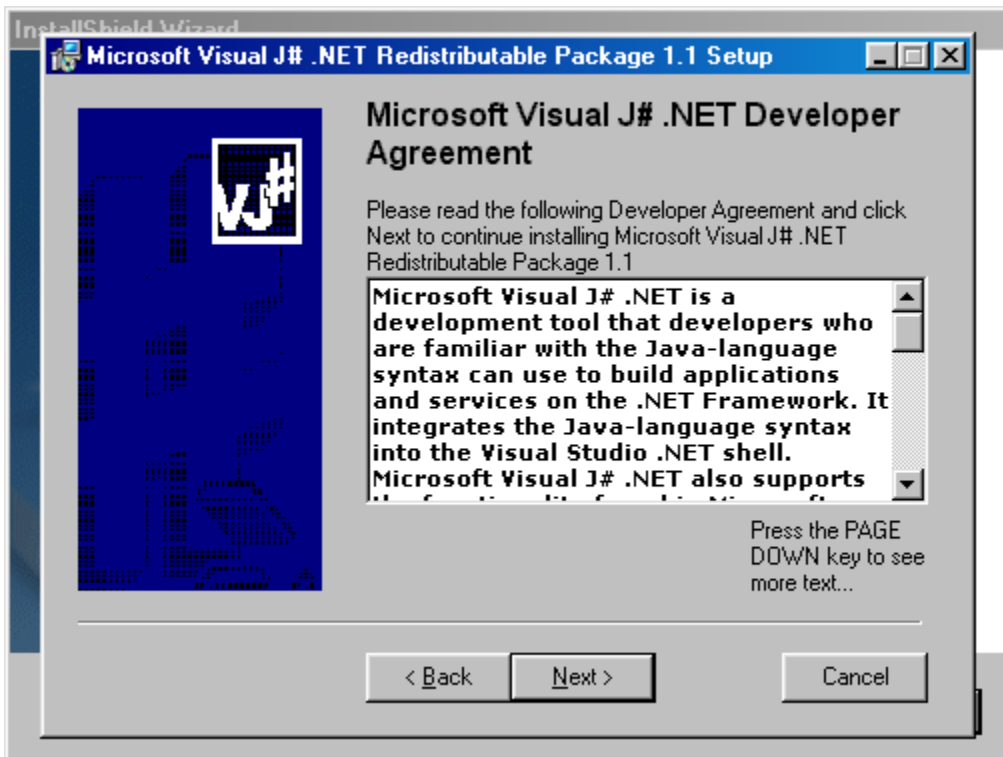 InstallShield Wizard
Microsoft Visual J# .NET Redistributable Package 1.1 Setup
VJ#
Microsoft Visual J# .NET Developer
Agreement
Please read the following Developer Agreement and click
Next to continue installing Microsoft Visual J# .NET
Redistributable Package 1.1
Microsoft Visual J# .NET is a
development tool that developers who
are familiar with the Java-language
syntax can use to build applications
and services on the .NET Framework. It
integrates the Java-language syntax
into the Visual Studio .NET shell.
Microsoft Visual J# .NET also supports
Press the PAGE
DOWN key to see
more text...
< Back
Next >
Cancel